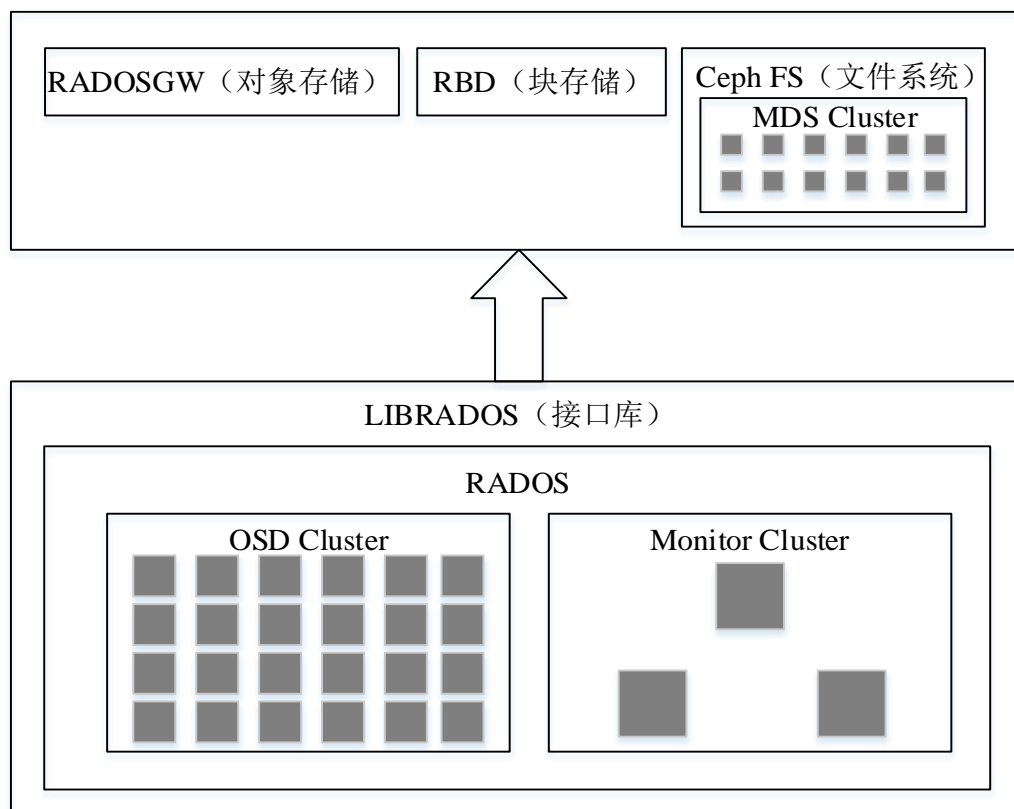 RADOSGW（对象存储）
RBD（块存储）
Ceph FS（文件系统）
MDS Cluster
LIBRADOS（接口库）
RADOS
OSD Cluster
Monitor Cluster